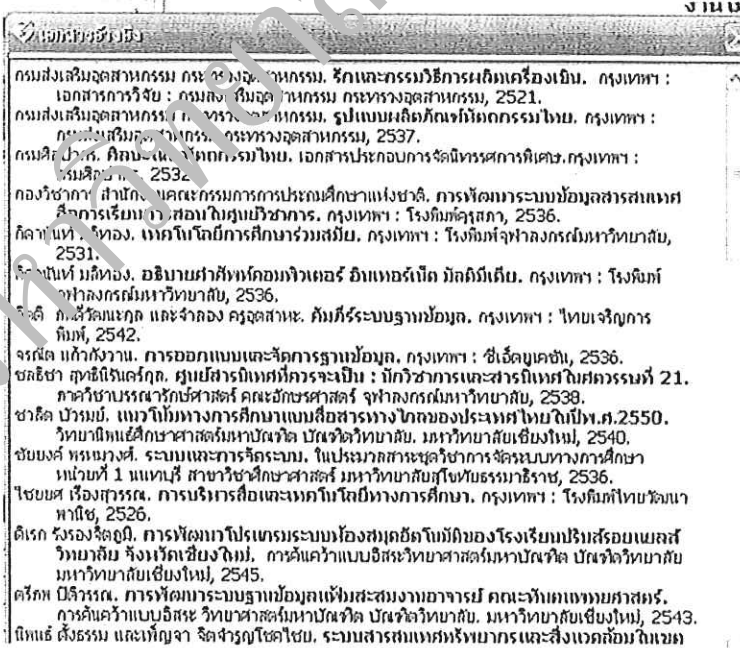 งาน
เอกสารอ้างอิง
กรมส่งเสริมอุตสาหกรรม กระทรวงอุตสาหกรรม. รักและกรรมวิธีการผลิตเครื่องเขิน. กรุงเทพฯ :
เอกสารการวิจัย : กรมส่งเสริมอุตสาหกรรม กระทรวงอุตสาหกรรม, 2521.
กรมส่งเสริมอุตสาหกรรม กระทรวงอุตสาหกรรม. รูปแบบผลิตภัณฑ์หัตถกรรมไทย. กรุงเทพฯ :
กรมส่งเสริมอุตสาหกรรม กระทรวงอุตสาหกรรม, 2537.
กรมศิลปากร. ศิลปะ หัตถกรรมไทย. เอกสารประกอบการจัดนิทรรศการพิเศษ.กรุงเทพฯ :
กรมศิลปากร, 2532
กองวิชาการ สำนักงานคณะกรรมการการประถมศึกษาแห่งชาติ. การพัฒนาระบบข้อมูลสารสนเทศ
สื่อการเรียนการสอนในศูนย์วิชาการ. กรุงเทพฯ : โรงพิมพ์คุรุสภา, 2536.
กิดานันท์ มลิทอง. เทคโนโลยีการศึกษาร่วมสมัย. กรุงเทพฯ : โรงพิมพ์จุฬาลงกรณ์มหาวิทยาลัย,
2531.
กิดานันท์ มลิทอง. อธิบายศัพท์คอมพิวเตอร์ อินเทอร์เน็ต มัลติมีเดีย. กรุงเทพฯ : โรงพิมพ์
จุฬาลงกรณ์มหาวิทยาลัย, 2536.
กิตติ ภักดีวัฒนะกุล และจำลอง ครูอุตสาหะ. คัมภีร์ระบบฐานข้อมูล. กรุงเทพฯ : ไทยเจริญการ
พิมพ์, 2542.
จรณิต แก้วกังวาน. การออกแบบและจัดการฐานข้อมูล. กรุงเทพฯ : ซีเอ็ดยูเคชัน, 2536.
ชลธิชา สุทธินิรันดร์กุล. ศูนย์สารนิเทศที่ควรจะเป็น : นักวิชาการและสารนิเทศในศตวรรษที่ 21.
ภาควิชาบรรณารักษ์ศาสตร์ คณะอักษรศาสตร์ จุฬาลงกรณ์มหาวิทยาลัย, 2538.
ชาลิต บัวรมย์. แนวโน้มทางการศึกษาแบบสื่อสารทางไกลของประเทศไทยในปีพ.ศ.2550.
วิทยานิพนธ์ศึกษาศาสตร์มหาบัณฑิต บัณฑิตวิทยาลัย. มหาวิทยาลัยเชียงใหม่, 2540.
ชัยยงค์ พรหมวงศ์. ระบบและการจัดระบบ. ในประมวลสาระชุดวิชาการจัดระบบทางการศึกษา
หน่วยที่ 1 นนทบุรี สาขาวิชาศึกษาศาสตร์ มหาวิทยาลัยสุโขทัยธรรมาธิราช, 2536.
ไชยยศ เรืองสุวรรณ. การบริหารสื่อและเทคโนโลยีทางการศึกษา. กรุงเทพฯ : โรงพิมพ์ไทยวัฒนา
พานิช, 2526.
ดิเรก รังรองจิตภูมิ. การพัฒนาโปรแกรมระบบห้องสมุดอัตโนมัติของโรงเรียนปรินส์รอยแยลส์
วิทยาลัย จังหวัดเชียงใหม่. การค้นคว้าแบบอิสระวิทยาศาสตร์มหาบัณฑิต บัณฑิตวิทยาลัย
มหาวิทยาลัยเชียงใหม่, 2545.
ตรีภพ ปิติวรรณ. การพัฒนาระบบฐานข้อมูลแฟ้มสะสมงานอาจารย์ คณะทันตแพทยศาสตร์.
การค้นคว้าแบบอิสระ วิทยาศาสตร์มหาบัณฑิต บัณฑิตวิทยาลัย. มหาวิทยาลัยเชียงใหม่, 2543.
นิพนธ์ ตั้งธรรม และเพ็ญจา จิตจำรูญโชคไชย. ระบบสารสนเทศทรัพยากรและสิ่งแวดล้อมในเขต